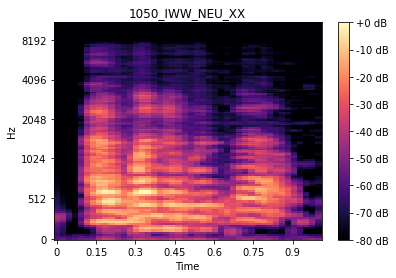 1050_IWW_NEU_XX
Hz
8192
4096
2048
1024
512
0
0
0.15
0.3
0.45
0.6
0.75
0.9
Time
+0 dB
-10 dB
-20 dB
-30 dB
-40 dB
-50 dB
-60 dB
-70 dB
-80 dB